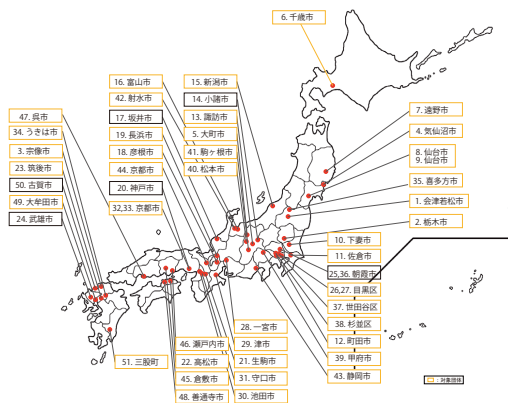 6. 千歳市
16. 富山市
42. 射水市
17. 坂井市
19. 長浜市
18. 彦根市
44. 京都市
20. 神戸市
32,33. 京都市
15. 新潟市
14. 小諸市
13. 諏訪市
5. 大町市
41. 駒ヶ根市
40. 松本市
47. 呉市
34. うきは市
3. 宗像市
23. 筑後市
50. 古賀市
49. 大牟田市
24. 武雄市
7. 遠野市
4. 気仙沼市
8. 仙台市
9. 仙台市
35. 喜多方市
1. 会津若松市
2. 栃木市
10. 下妻市
11. 佐倉市
25,36. 朝霞市
26,27. 目黒区
37. 世田谷区
38. 杉並区
12. 町田市
39. 甲府市
43. 静岡市
28. 一宮市
29. 津市
21. 生駒市
31. 守口市
30. 池田市
46. 瀬戸内市
22. 高松市
45. 倉敷市
48. 善通寺市
51. 三股町
：対象団体